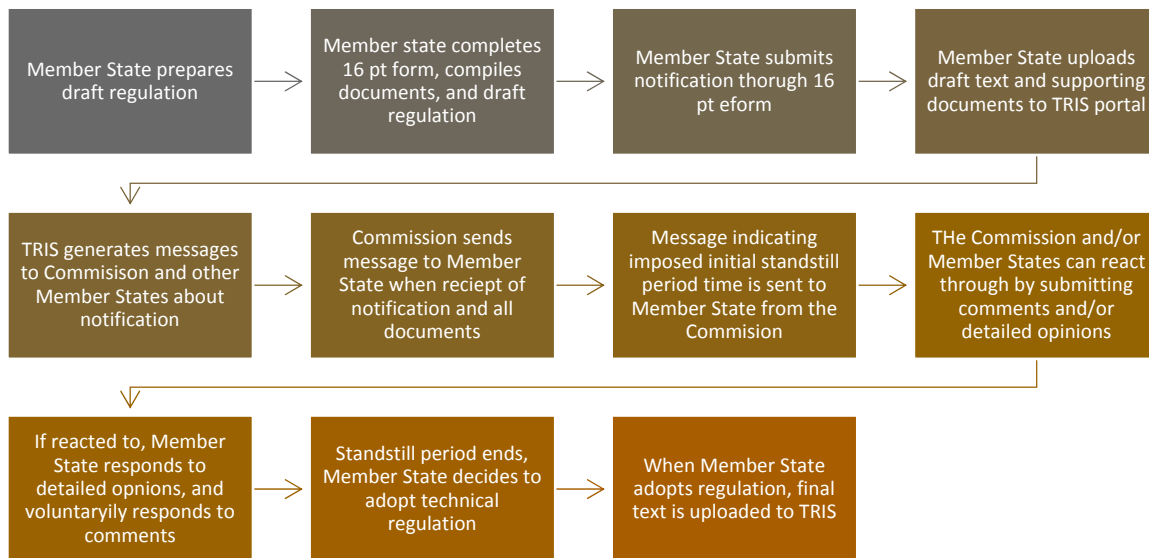 Member State prepares
draft regulation
Member state completes
16 pt form, compiles
documents, and draft
regulation
Member State submits
notification thorugh 16
pt eform
Member State uploads
draft text and supporting
documents to TRIS portal
TRIS generates messages
to Commisison and other
Member States about
notification
Commission sends
message to Member
State when reciept of
notification and all
documents
Message indicating
imposed initial standstill
period time is sent to
Member State from the
Commision
THe Commission and/or
Member States can react
through by submitting
comments and/or
detailed opinions
If reacted to, Member
State responds to
detailed opnions, and
voluntaryily responds to
comments
Standstill period ends,
Member State decides to
adopt technical
regulation
When Member State
adopts regulation, final
text is uploaded to TRIS